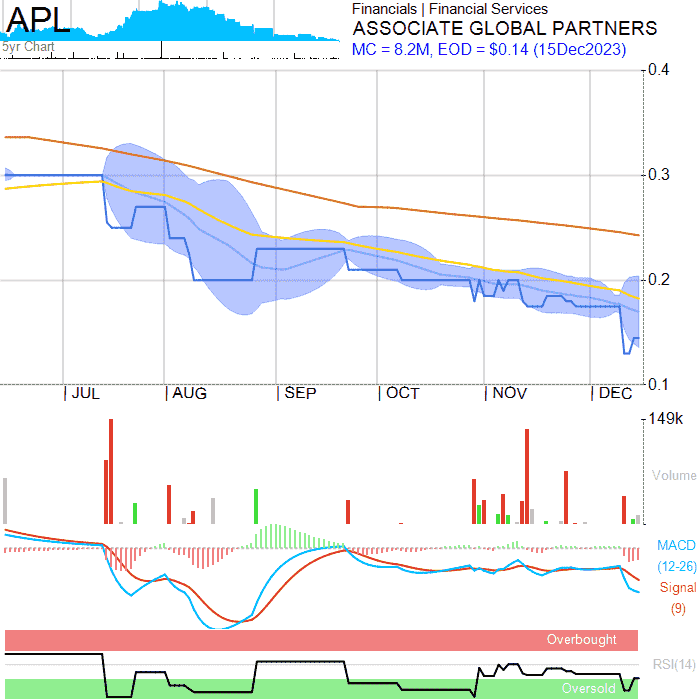 APL
5yr Chart
Financials | Financial Services
ASSOCIATE GLOBAL PARTNERS
MC = 8.2M, EOD = $0.14 (15Dec2023)
0.4
0.3
0.2
0.1
JUL AUG SEP OCT NOV DEC
149k
Volume
MACD
(12-26)
Signal
(9)
Overbought
RSI(14)
Oversold